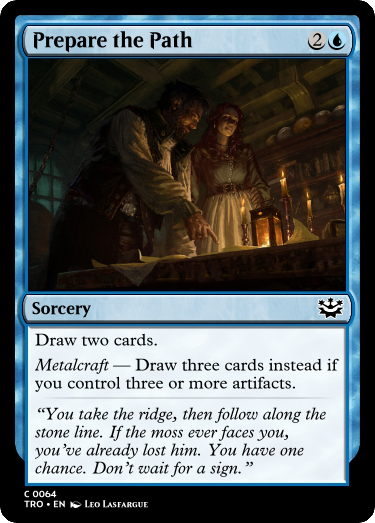 Prepare the Path 2
Sorcery
Draw two cards.
Metalcraft — Draw three cards instead if
you control three or more artifacts.
“You take the ridge, then follow along the
stone line. If the moss ever faces you,
you’ve already lost him. You have one
chance. Don’t wait for a sign.”
C 0064
TRO • EN Leo Lasfargue